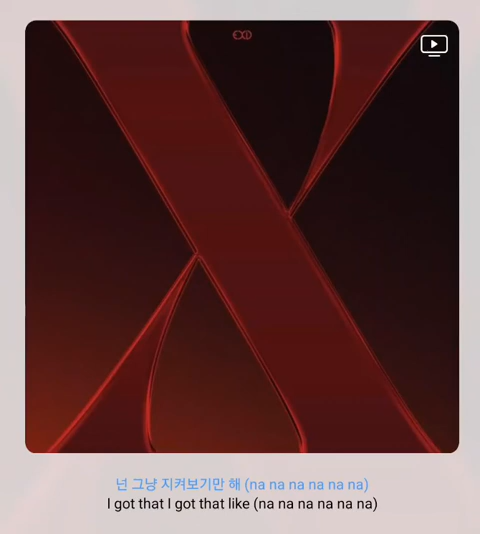 EXID
넌 그냥 지켜보기만 해 (na na na na na na)
I got that I got that like (na na na na na na)